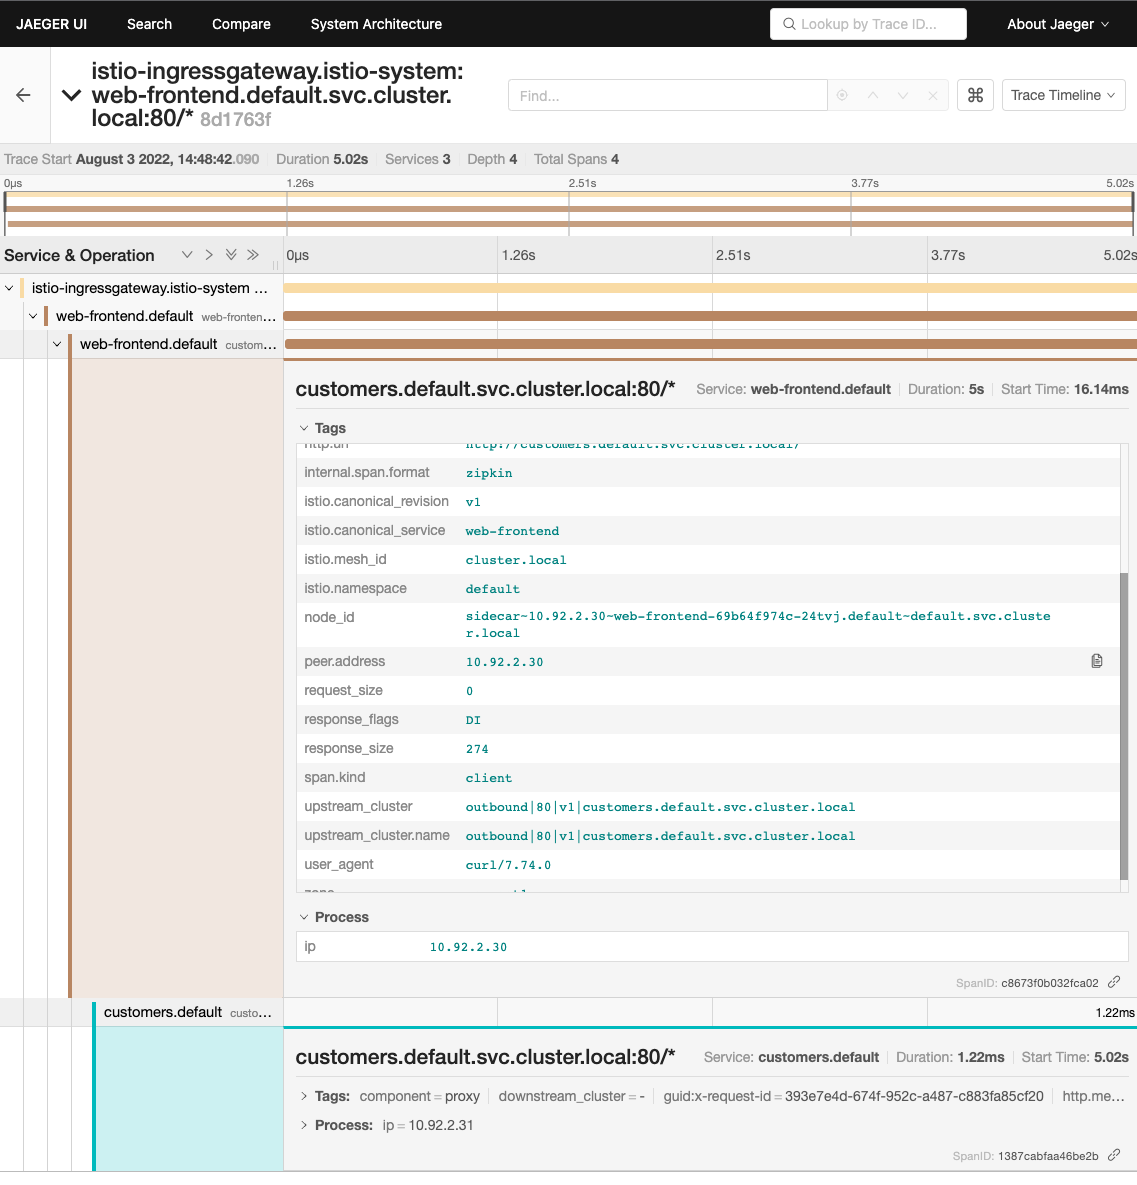 JAEGER UI Search Compare System Architecture Lookup by Trace ID... About Jaeger
istio-ingressgateway.istio-system:
web-frontend.default.svc.cluster.
local:80/* 8d1763f
Find...
⌘
Trace Timeline
Trace Start August 3 2022, 14:48:42.090 Duration 5.02s Services 3 Depth 4 Total Spans 4
0µs 1.26s 2.51s 3.77s 5.02s
Service & Operation 0µs 1.26s 2.51s 3.77s 5.02s
istio-ingressgateway.istio-system ...
web-frontend.default web-fronten...
web-frontend.default custom...
customers.default.svc.cluster.local:80/* Service: web-frontend.default Duration: 5s Start Time: 16.14ms
Tags
http.url http://customers.default.svc.cluster.local/
internal.span.format zipkin
istio.canonical_revision v1
istio.canonical_service web-frontend
istio.mesh_id cluster.local
istio.namespace default
node_id sidecar~10.92.2.30~web-frontend-69b64f974c-24tvj.default~default.svc.cluste
r.local
peer.address 10.92.2.30
request_size 0
response_flags DI
response_size 274
span.kind client
upstream_cluster outbound|80|v1|customers.default.svc.cluster.local
upstream_cluster.name outbound|80|v1|customers.default.svc.cluster.local
user_agent curl/7.74.0
zone
Process
ip 10.92.2.30
SpanID: c8673f0b032fca02
customers.default custo... 1.22ms
customers.default.svc.cluster.local:80/* Service: customers.default Duration: 1.22ms Start Time: 5.02s
Tags: component = proxy downstream_cluster = - guid:x-request-id = 393e7e4d-674f-952c-a487-c883fa85cf20 http.me...
Process: ip = 10.92.2.31
SpanID: 1387cabfaa46be2b